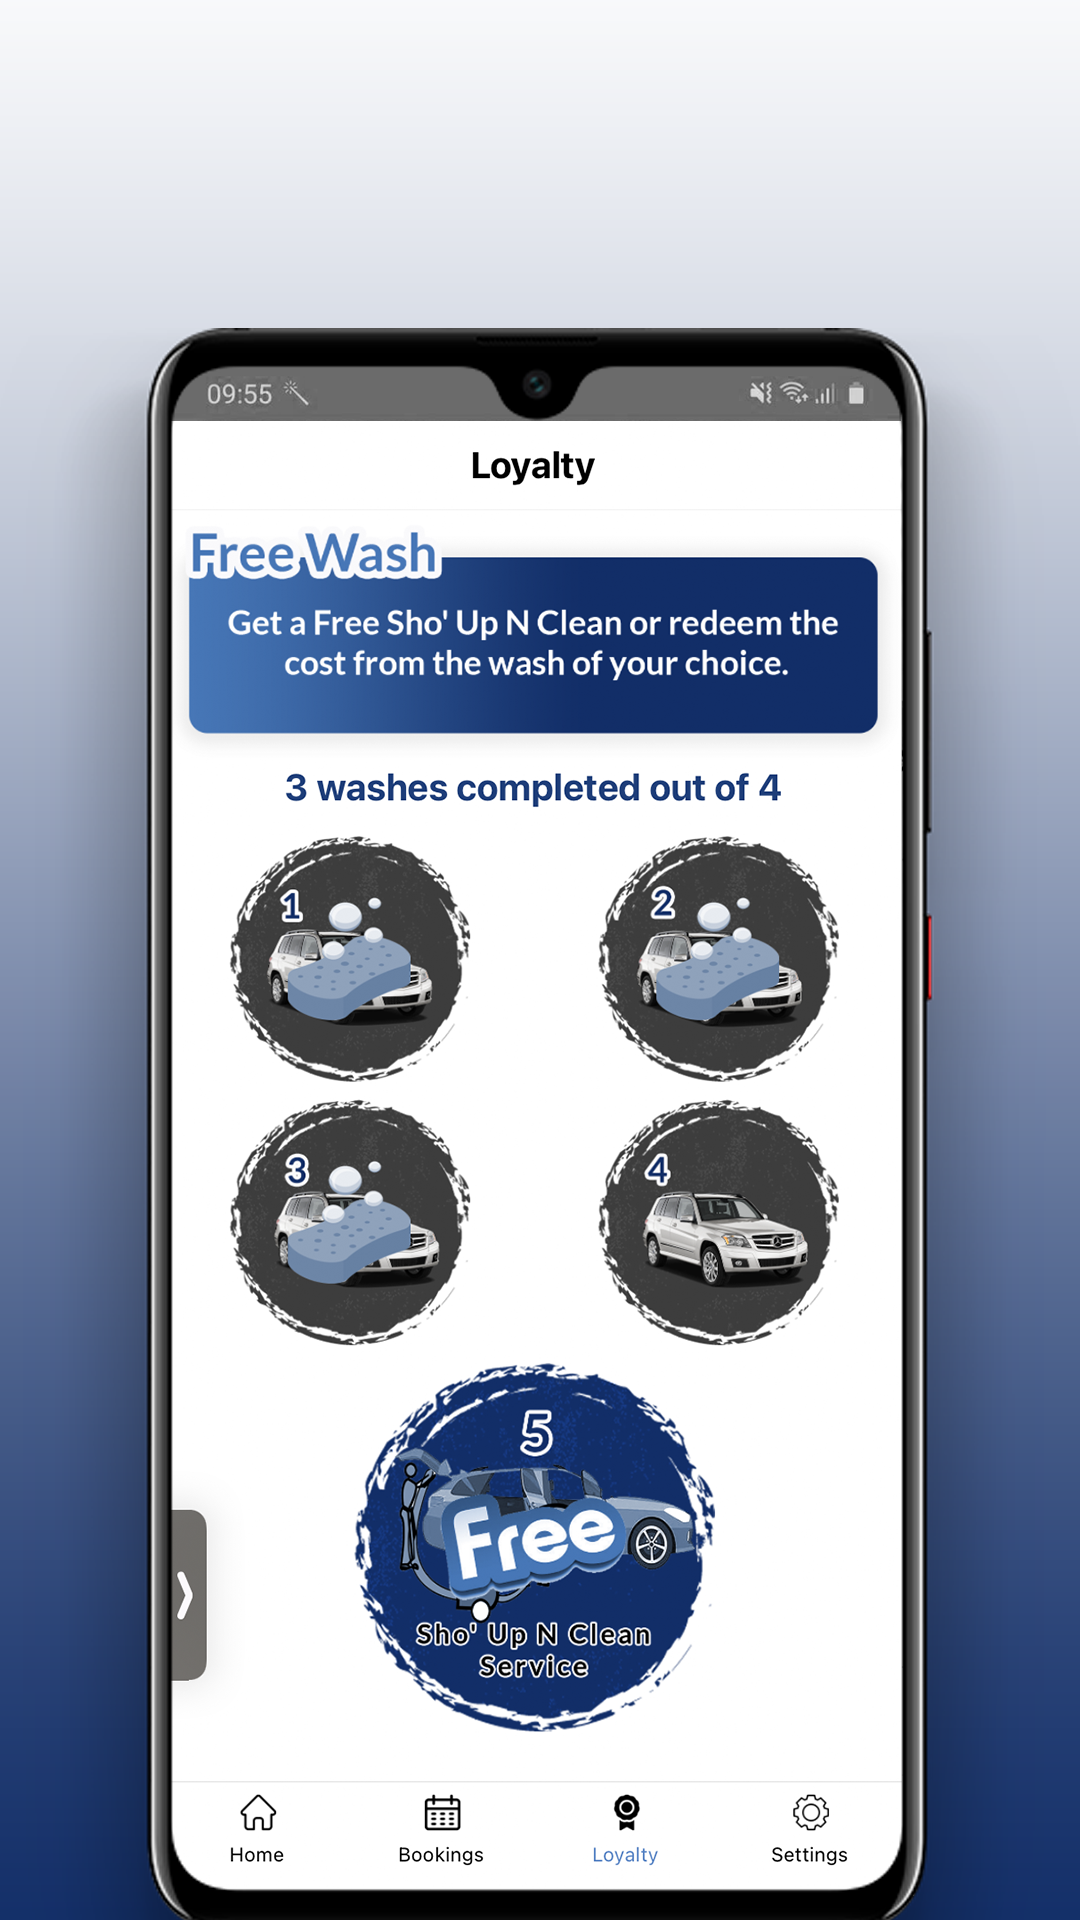 09:55
Loyalty
Free Wash
Get a Free Sho' Up N Clean or redeem the
cost from the wash of your choice.
3 washes completed out of 4
1
2
3
4
5
Free
Sho' Up N Clean
Service
Home
Bookings
Loyalty
Settings